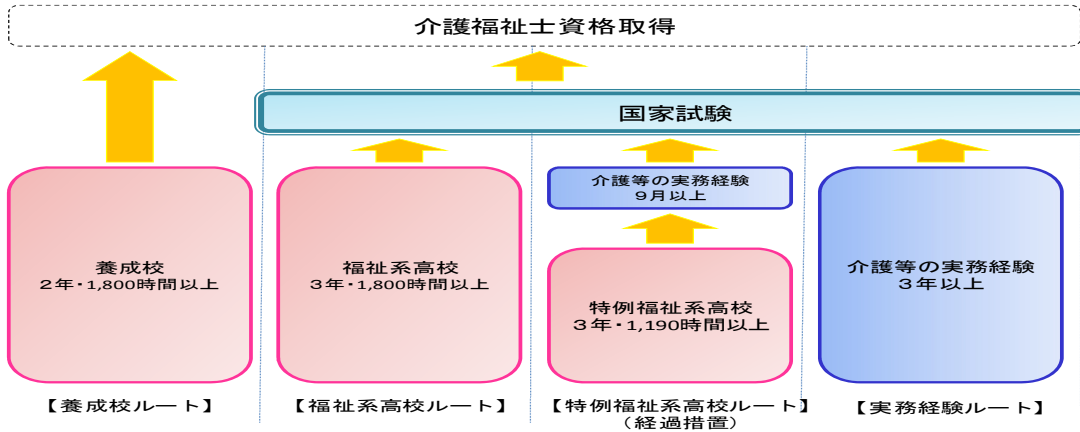 介護福祉士資格取得
国家試験
養成校
2年・1,800時間以上
福祉系高校
3年・1,800時間以上
介護等の実務経験
9月以上
特例福祉系高校
3年・1,190時間以上
介護等の実務経験
3年以上
【養成校ルート】
【福祉系高校ルート】
【特例福祉系高校ルート】
（経過措置）
【実務経験ルート】